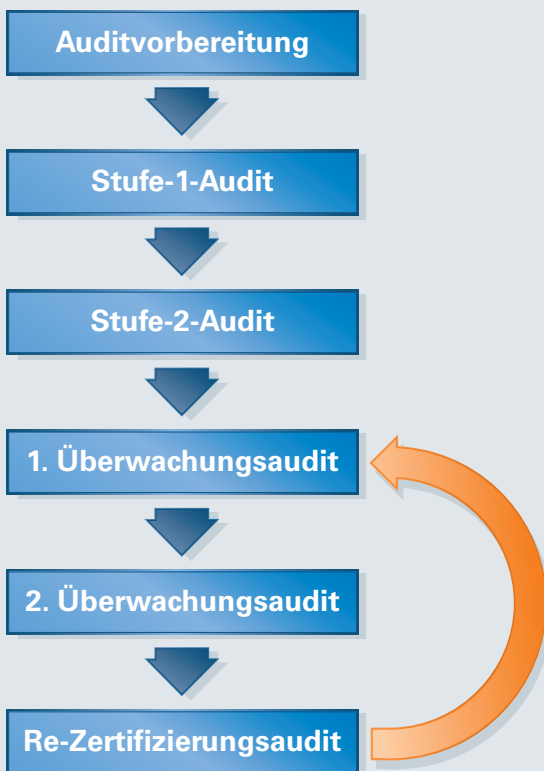 Auditvorbereitung
Stufe-1-Audit
Stufe-2-Audit
1. Überwachungsaudit
2. Überwachungsaudit
Re-Zertifizierungsaudit